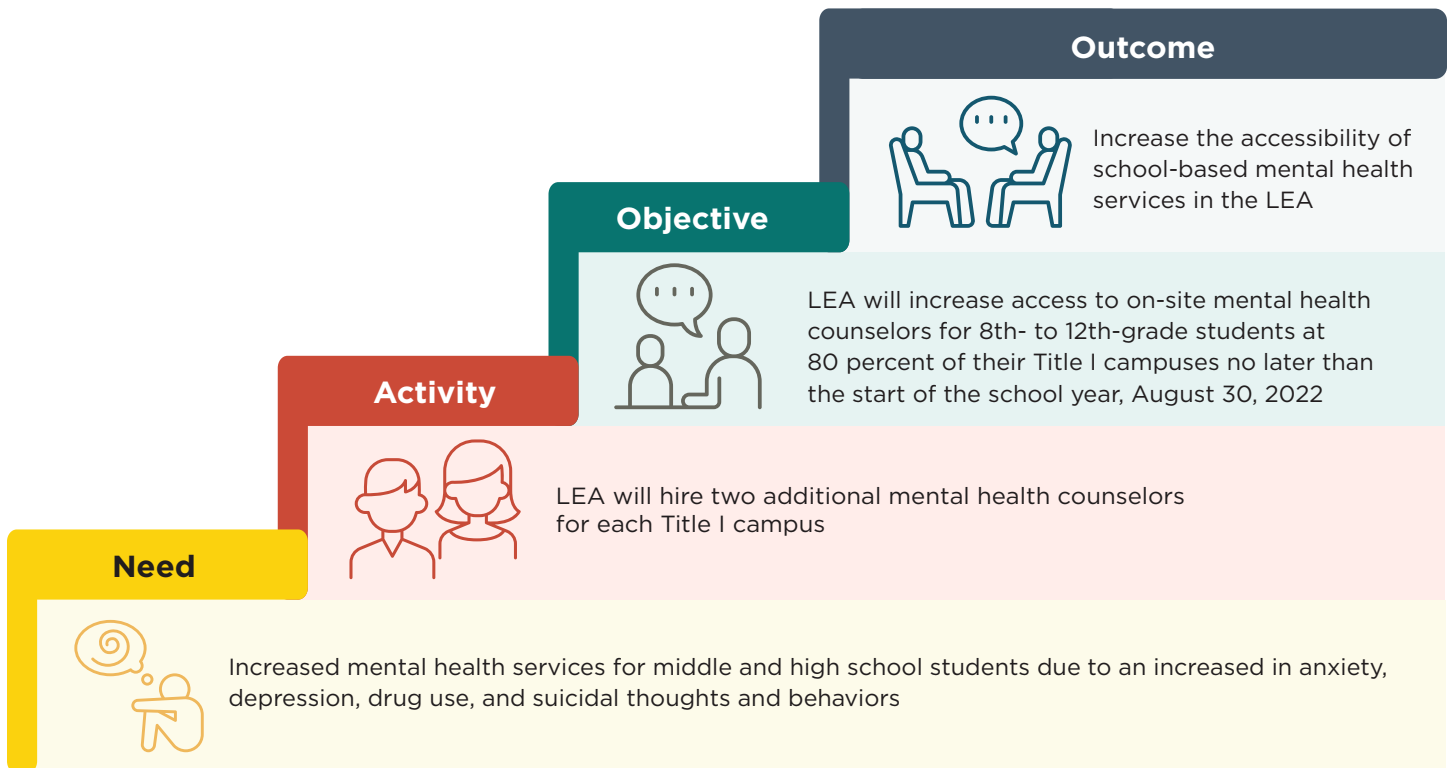 Outcome
Increase the accessibility of
school-based mental health
services in the LEA
Objective
LEA will increase access to on-site mental health
counselors for 8th- to 12th-grade students at
80 percent of their Title I campuses no later than
the start of the school year, August 30, 2022
Activity
LEA will hire two additional mental health counselors
for each Title I campus
Need
Increased mental health services for middle and high school students due to an increased in anxiety,
depression, drug use, and suicidal thoughts and behaviors